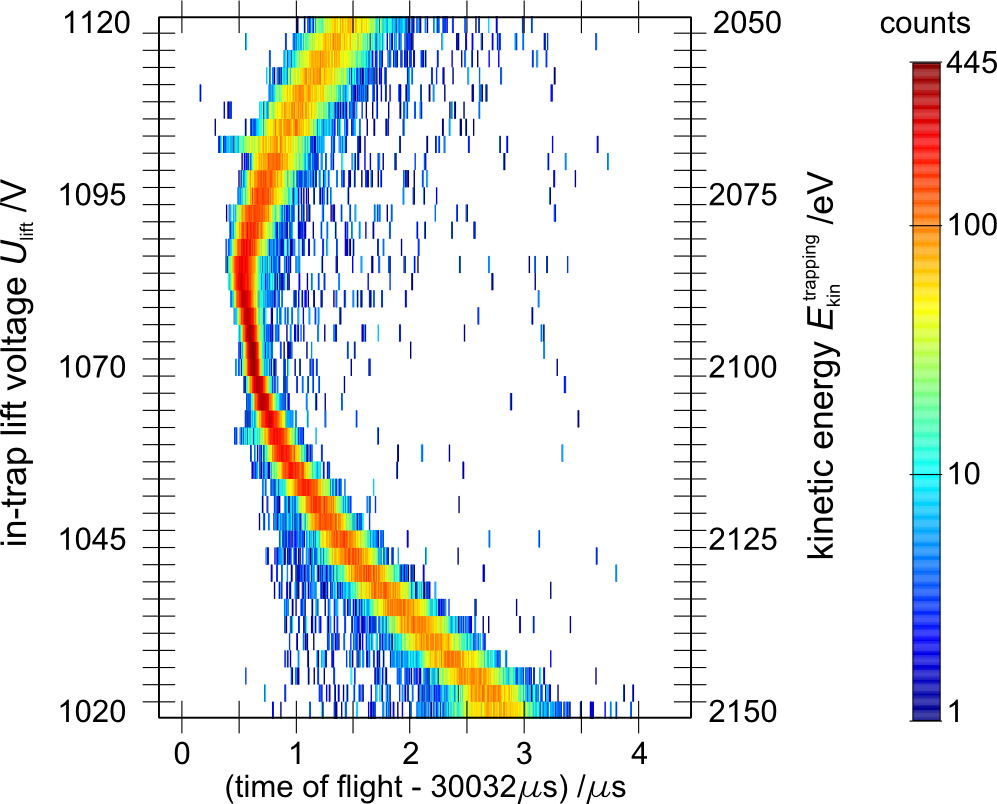 1120
2050
counts
445
1095
2075
100
in-trap lift voltage U_lift /V
kinetic energy E_kin^trapping /eV
1070
2100
10
1045
2125
1020
2150
1
0 1 2 3 4
(time of flight - 30032μs) /μs